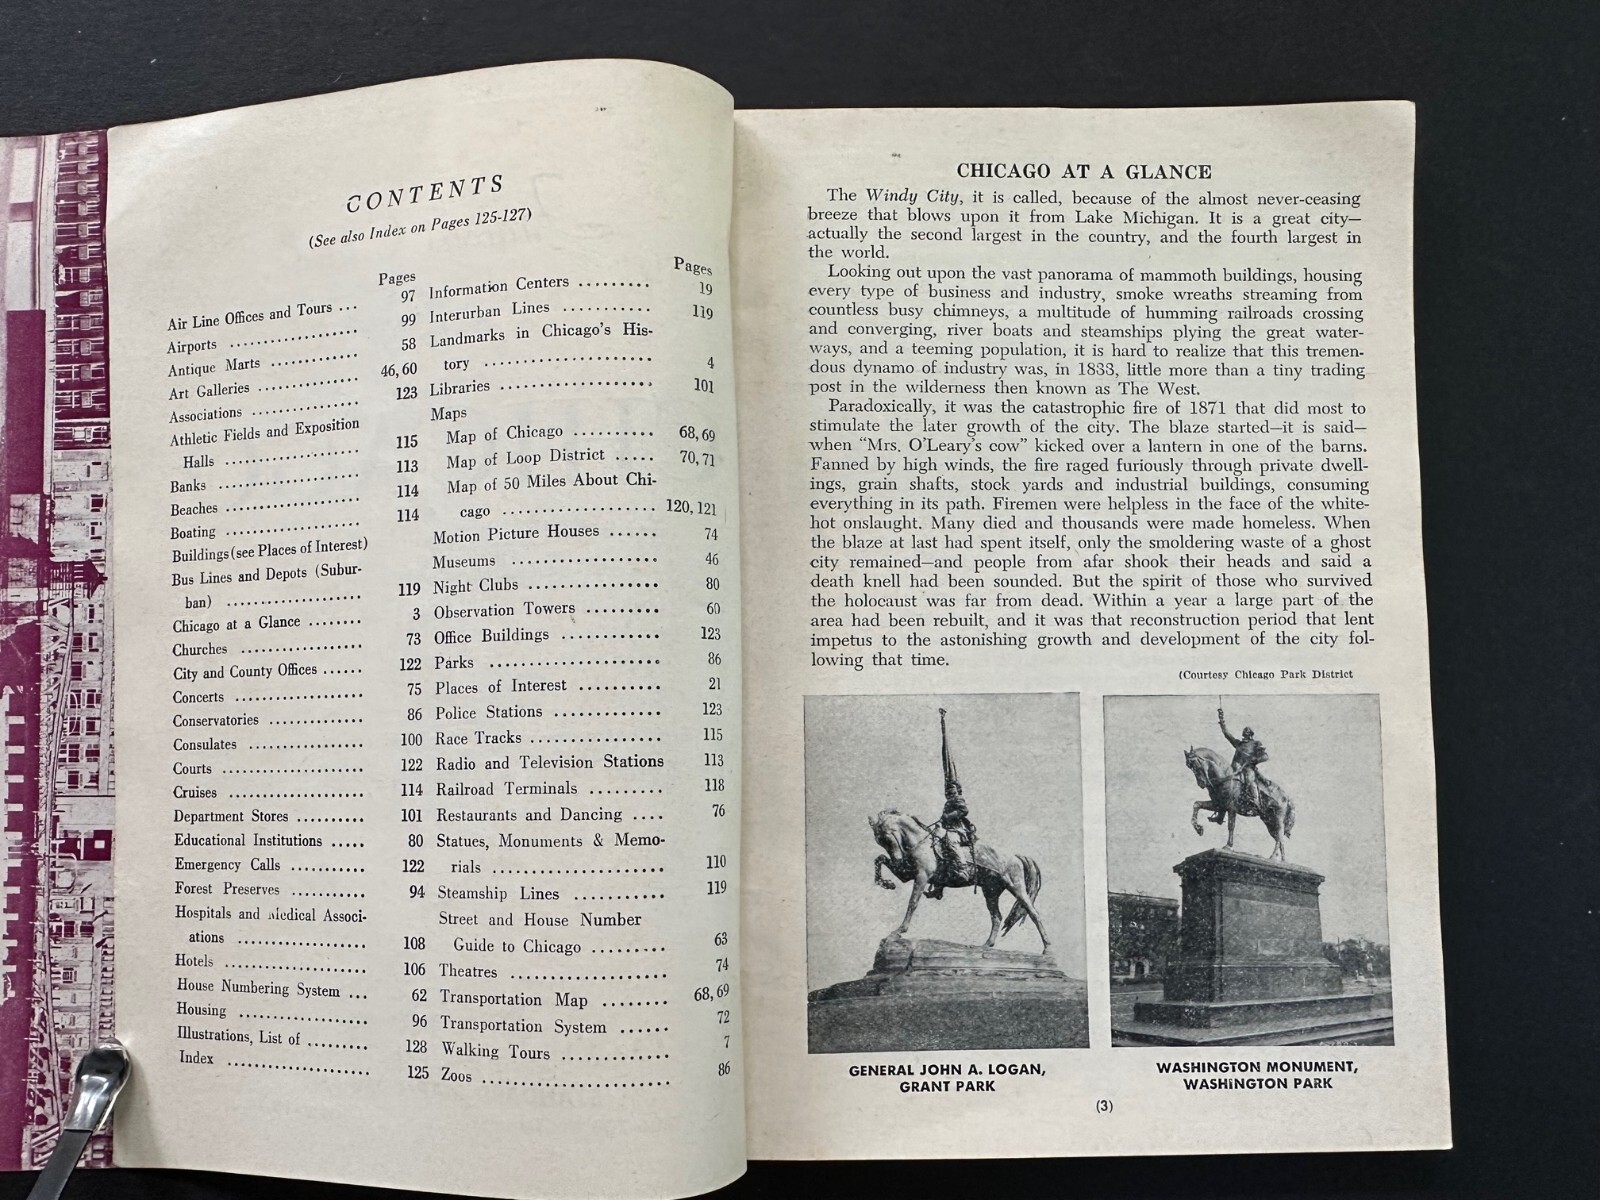 CONTENTS
(See also Index on Pages 125-127)
Pages
Air Line Offices and Tours ... 97
Airports ................ 99
Antique Marts ............. 58
Art Galleries .............. 46, 60
Associations ................ 123
Athletic Fields and Exposition
Halls .................... 115
Banks .................... 113
Beaches .................... 114
Boating .................... 114
Buildings (see Places of Interest)
Bus Lines and Depots (Subur-
ban) .................... 119
Chicago at a Glance ........ 3
Churches .................. 73
City and County Offices ...... 122
Concerts ................... 75
Conservatories .............. 86
Consulates ................. 100
Courts ..................... 122
Cruises .................... 114
Department Stores .......... 101
Educational Institutions ..... 80
Emergency Calls ........... 122
Forest Preserves ........... 94
Hospitals and Medical Associ-
ations ................... 108
Hotels ..................... 106
House Numbering System ... 62
Housing ................... 96
Illustrations, List of ......... 128
Index ..................... 125
Pages
Information Centers ......... 19
Interurban Lines ............ 119
Landmarks in Chicago's His-
tory ....................... 4
Libraries .................... 101
Maps
Map of Chicago .......... 68, 69
Map of Loop District ..... 70, 71
Map of 50 Miles About Chi-
cago .................... 120, 121
Motion Picture Houses ...... 74
Museums .................. 46
Night Clubs ................. 80
Observation Towers ......... 60
Office Buildings ............ 123
Parks ...................... 86
Places of Interest .......... 21
Police Stations ............. 123
Race Tracks ................ 115
Radio and Television Stations 113
Railroad Terminals ......... 118
Restaurants and Dancing .... 76
Statues, Monuments & Memo-
rials ....................... 110
Steamship Lines ........... 119
Street and House Number
Guide to Chicago ......... 63
Theatres ................... 74
Transportation Map ........ 68, 69
Transportation System ...... 72
Walking Tours ............. 7
Zoos ........................ 86
CHICAGO AT A GLANCE
The Windy City, it is called, because of the almost never-ceasing
breeze that blows upon it from Lake Michigan. It is a great city—
actually the second largest in the country, and the fourth largest in
the world.
Looking out upon the vast panorama of mammoth buildings, housing
every type of business and industry, smoke wreaths streaming from
countless busy chimneys, a multitude of humming railroads crossing
and converging, river boats and steamships plying the great water-
ways, and a teeming population, it is hard to realize that this tremen-
dous dynamo of industry was, in 1833, little more than a tiny trading
post in the wilderness then known as The West.
Paradoxically, it was the catastrophic fire of 1871 that did most to
stimulate the later growth of the city. The blaze started—it is said—
when "Mrs. O'Leary's cow" kicked over a lantern in one of the barns.
Fanned by high winds, the fire raged furiously through private dwell-
ings, grain shafts, stock yards and industrial buildings, consuming
everything in its path. Firemen were helpless in the face of the white-
hot onslaught. Many died and thousands were made homeless. When
the blaze at last had spent itself, only the smoldering waste of a ghost
city remained—and people from afar shook their heads and said a
death knell had been sounded. But the spirit of those who survived
the holocaust was far from dead. Within a year a large part of the
area had been rebuilt, and it was that reconstruction period that lent
impetus to the astonishing growth and development of the city fol-
lowing that time.
(Courtesy Chicago Park District
GENERAL JOHN A. LOGAN,
GRANT PARK
WASHINGTON MONUMENT,
WASHINGTON PARK
(3)